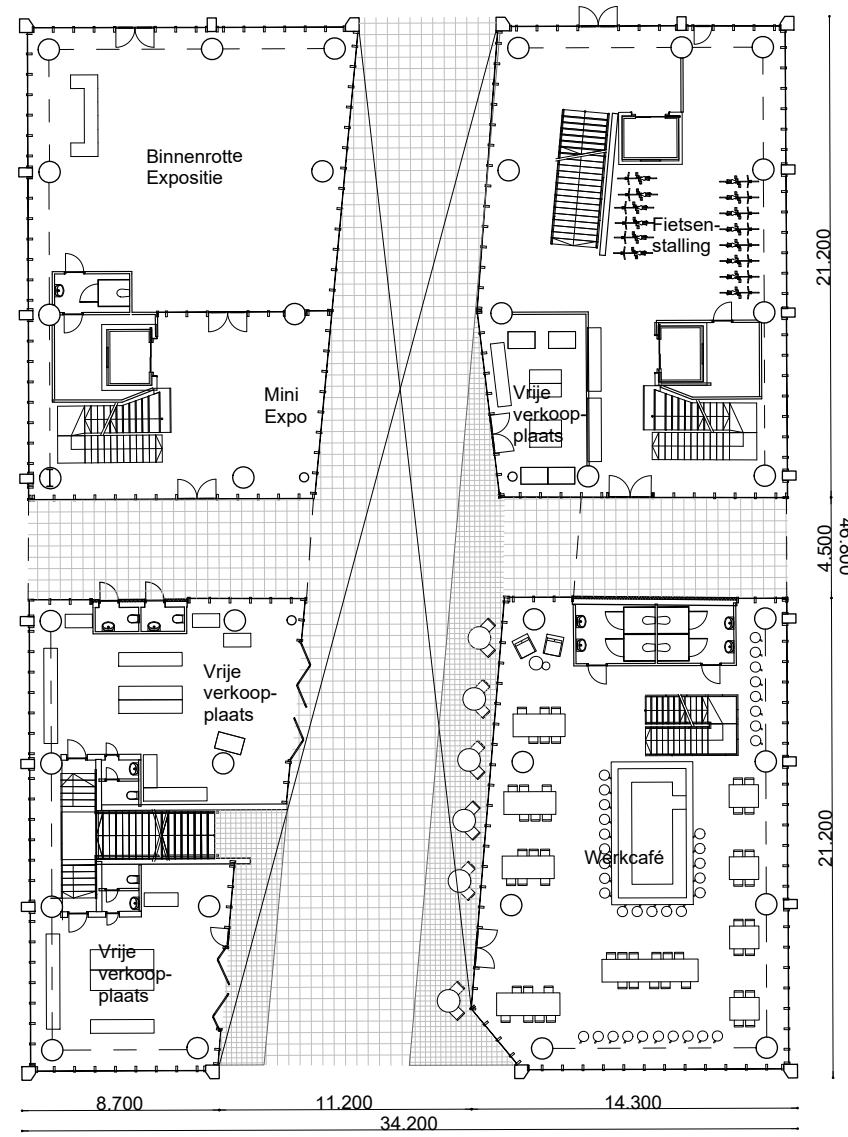 Binnenrotte
Expositie
Fietsen-
stalling
21.200
Mini
Expo
Vrije
verkoop-
plaats
4.500
46.800
Vrije
verkoop-
plaats
Werkcafé
21.200
Vrije
verkoop-
plaats
8.700
11.200
14.300
34.200